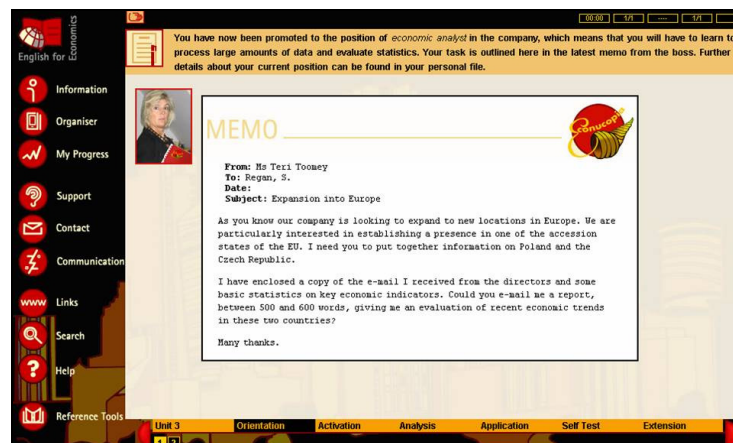 English for Economics
00:00 1/1 ---- 1/1
You have now been promoted to the position of economic analyst in the company, which means that you will have to learn to
process large amounts of data and evaluate statistics. Your task is outlined here in the latest memo from the boss. Further
details about your current position can be found in your personal file.
Information
Organiser
My Progress
Support
Contact
Communication
www Links
Search
Help
Reference Tools
MEMO
Econucopia
From: Ms Teri Toomey
To: Regan, S.
Date:
Subject: Expansion into Europe
As you know our company is looking to expand to new locations in Europe. We are
particularly interested in establishing a presence in one of the accession
states of the EU. I need you to put together information on Poland and the
Czech Republic.
I have enclosed a copy of the e-mail I received from the directors and some
basic statistics on key economic indicators. Could you e-mail me a report,
between 500 and 600 words, giving me an evaluation of recent economic trends
in these two countries?
Many thanks.
Unit 3 Orientation Activation Analysis Application Self Test Extension
1 2